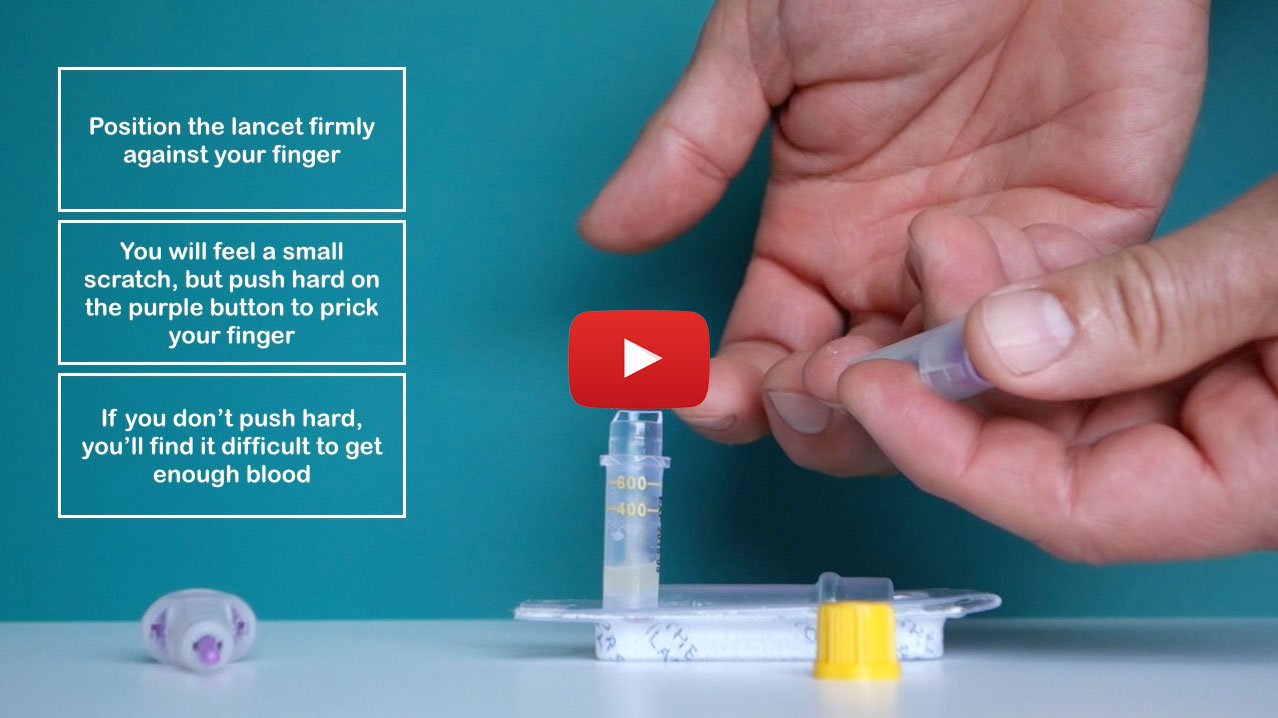 Position the lancet firmly
against your finger
You will feel a small
scratch, but push hard on
the purple button to prick
your finger
If you don’t push hard,
you’ll find it difficult to get
enough blood
600
400